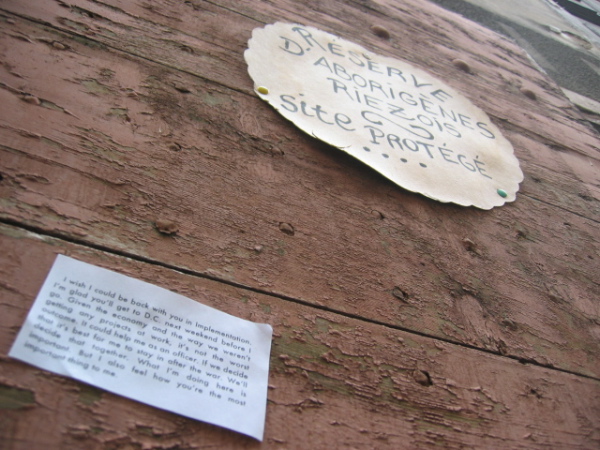 RÉSERVE
D'ABORIGÈNES
RIEZOIS
site PROTÉGÉ
....
I wish I could be back with you in Implementation.
I'm glad you'll get to D.C. next weekend before I
go. Given the economy and the way we weren't
getting any projects at work, it's not the worst
outcome. It could help me as an officer, if we decide
that it's best for me to stay in after the war. We'll
decide that together. What I'm doing here is
important. But I also feel how you're the most
important thing to me.